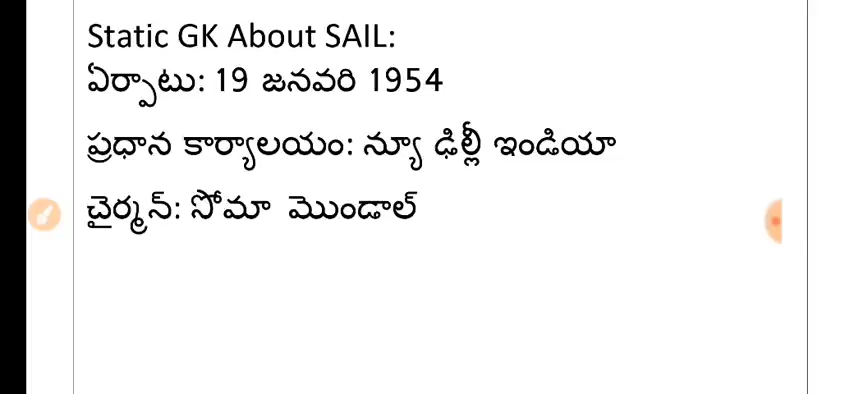 Static GK About SAIL:
ఏర్పాటు: 19 జనవరి 1954
ప్రధాన కార్యాలయం: న్యూ ఢిల్లీ ఇండియా
చైర్మన్: సోమా మొండాల్